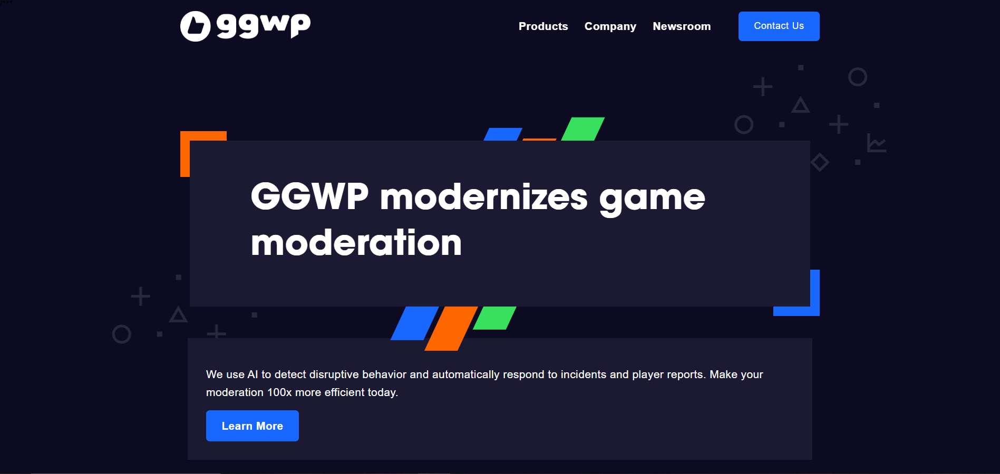 ggwp
Products Company Newsroom Contact Us
GGWP modernizes game
moderation
We use AI to detect disruptive behavior and automatically respond to incidents and player reports. Make your
moderation 100x more efficient today.
Learn More